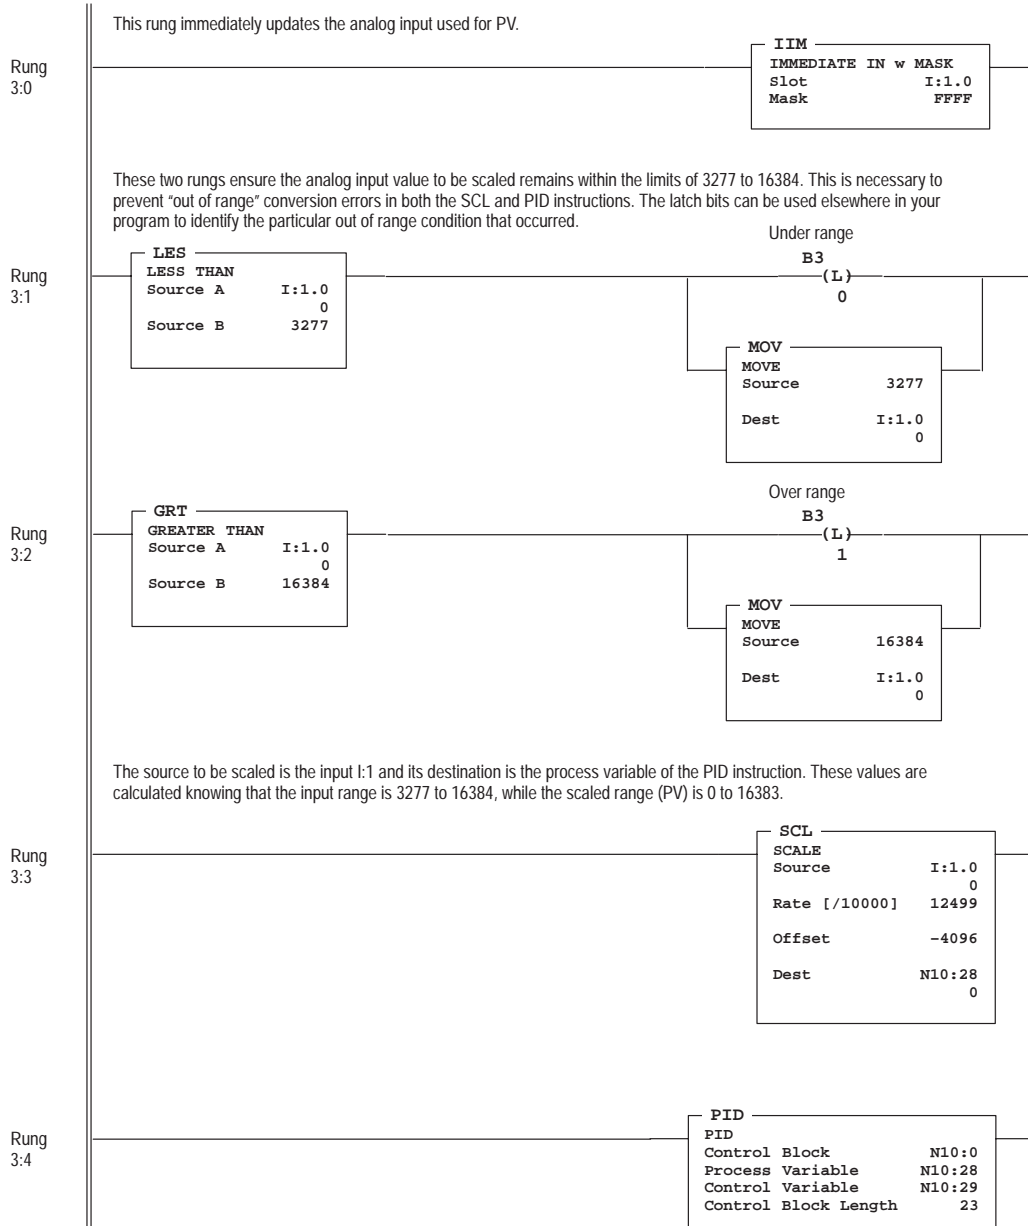 This rung immediately updates the analog input used for PV.
Rung
3:0
IIM
IMMEDIATE IN w MASK
Slot I:1.0
Mask FFFF
These two rungs ensure the analog input value to be scaled remains within the limits of 3277 to 16384. This is necessary to
prevent “out of range” conversion errors in both the SCL and PID instructions. The latch bits can be used elsewhere in your
program to identify the particular out of range condition that occurred.
Rung
3:1
LES
LESS THAN
Source A I:1.0
0
Source B 3277
Under range
B3
(L)
0
MOV
MOVE
Source 3277
Dest I:1.0
0
Rung
3:2
GRT
GREATER THAN
Source A I:1.0
0
Source B 16384
Over range
B3
(L)
1
MOV
MOVE
Source 16384
Dest I:1.0
0
The source to be scaled is the input I:1 and its destination is the process variable of the PID instruction. These values are
calculated knowing that the input range is 3277 to 16384, while the scaled range (PV) is 0 to 16383.
Rung
3:3
SCL
SCALE
Source I:1.0
0
Rate [/10000] 12499
Offset -4096
Dest N10:28
0
Rung
3:4
PID
PID
Control Block N10:0
Process Variable N10:28
Control Variable N10:29
Control Block Length 23